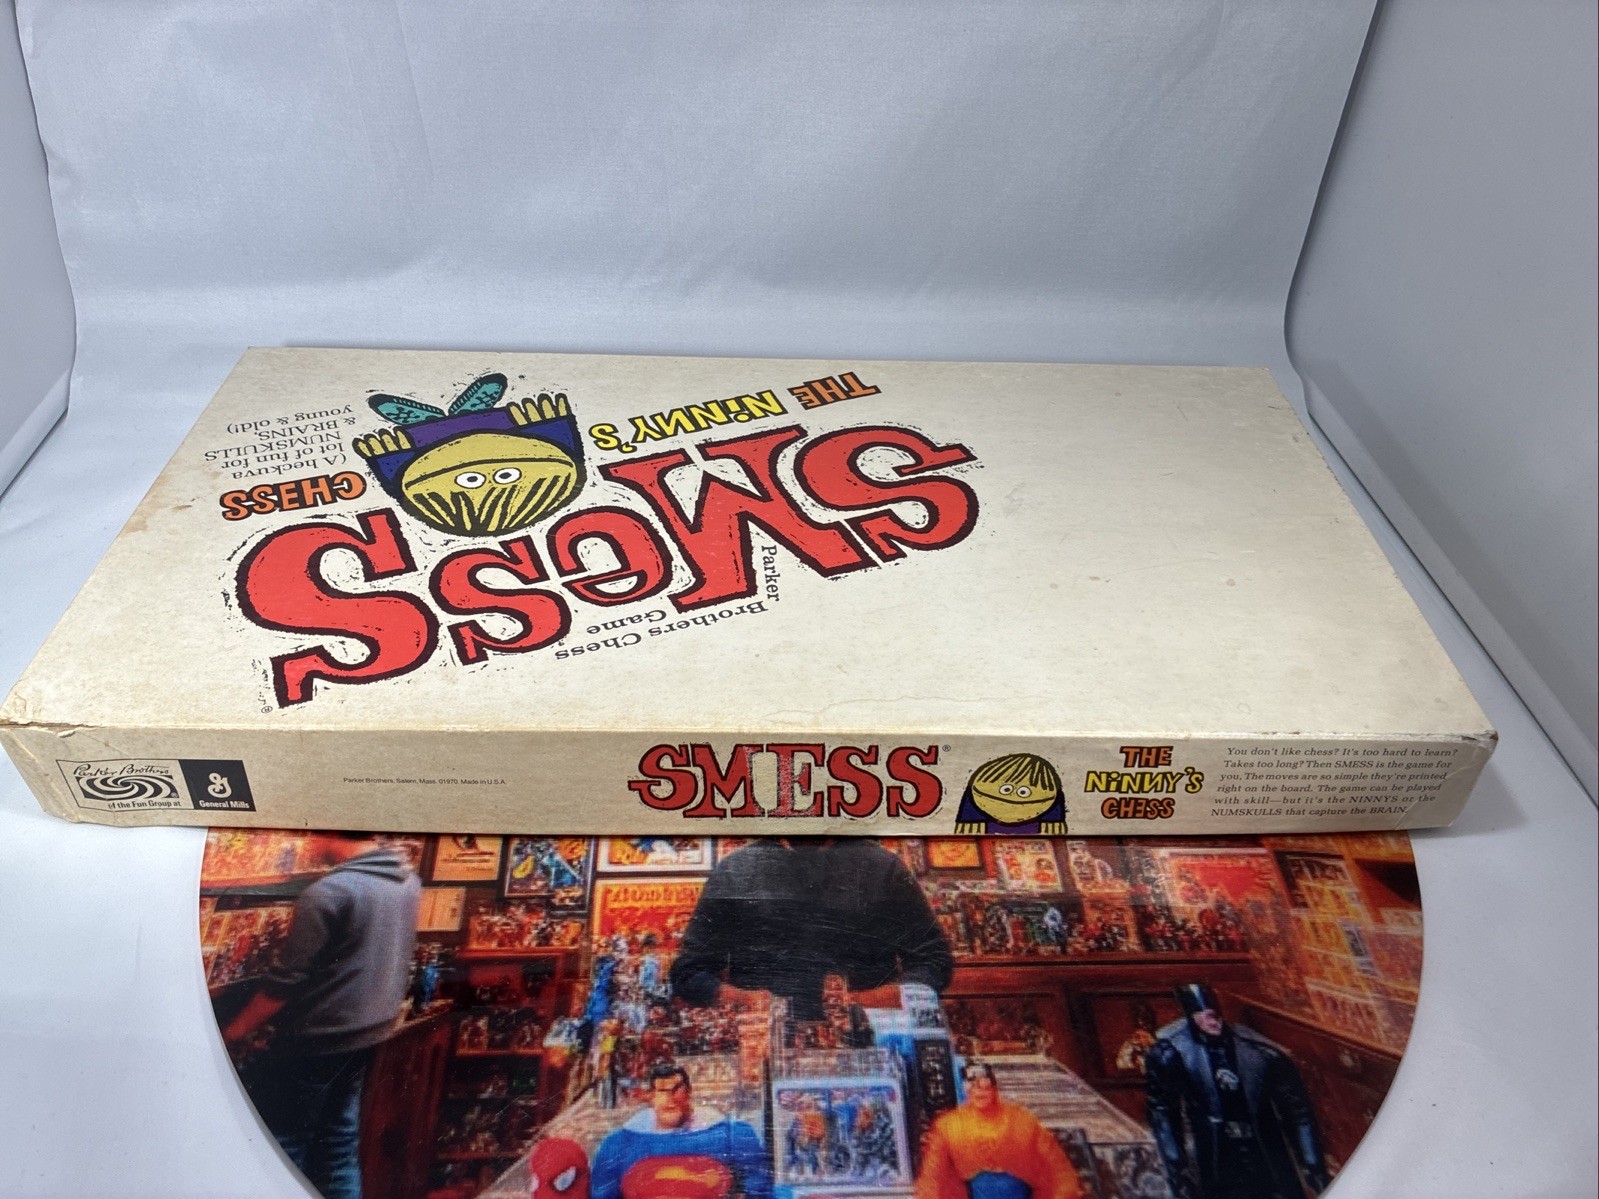 THE NINNY'S
SMESS
CHESS
(A heckuva
lot of fun for
NUMSKULLS
& BRAINS,
young & old!)
Parker
Brothers Chess
Game
®
Parker Brothers
of the Fun Group at
General Mills
Parker Brothers, Salem, Mass. ©1970 Made in U.S.A.
SMESS®
THE
NINNY'S
CHESS
You don't like chess? It's too hard to learn?
Takes too long? Then SMESS is the game for
you. The moves are so simple they're printed
right on the board. The game can be played
with skill—but it's the NINNYS or the
NUMSKULLS that capture the BRAIN.